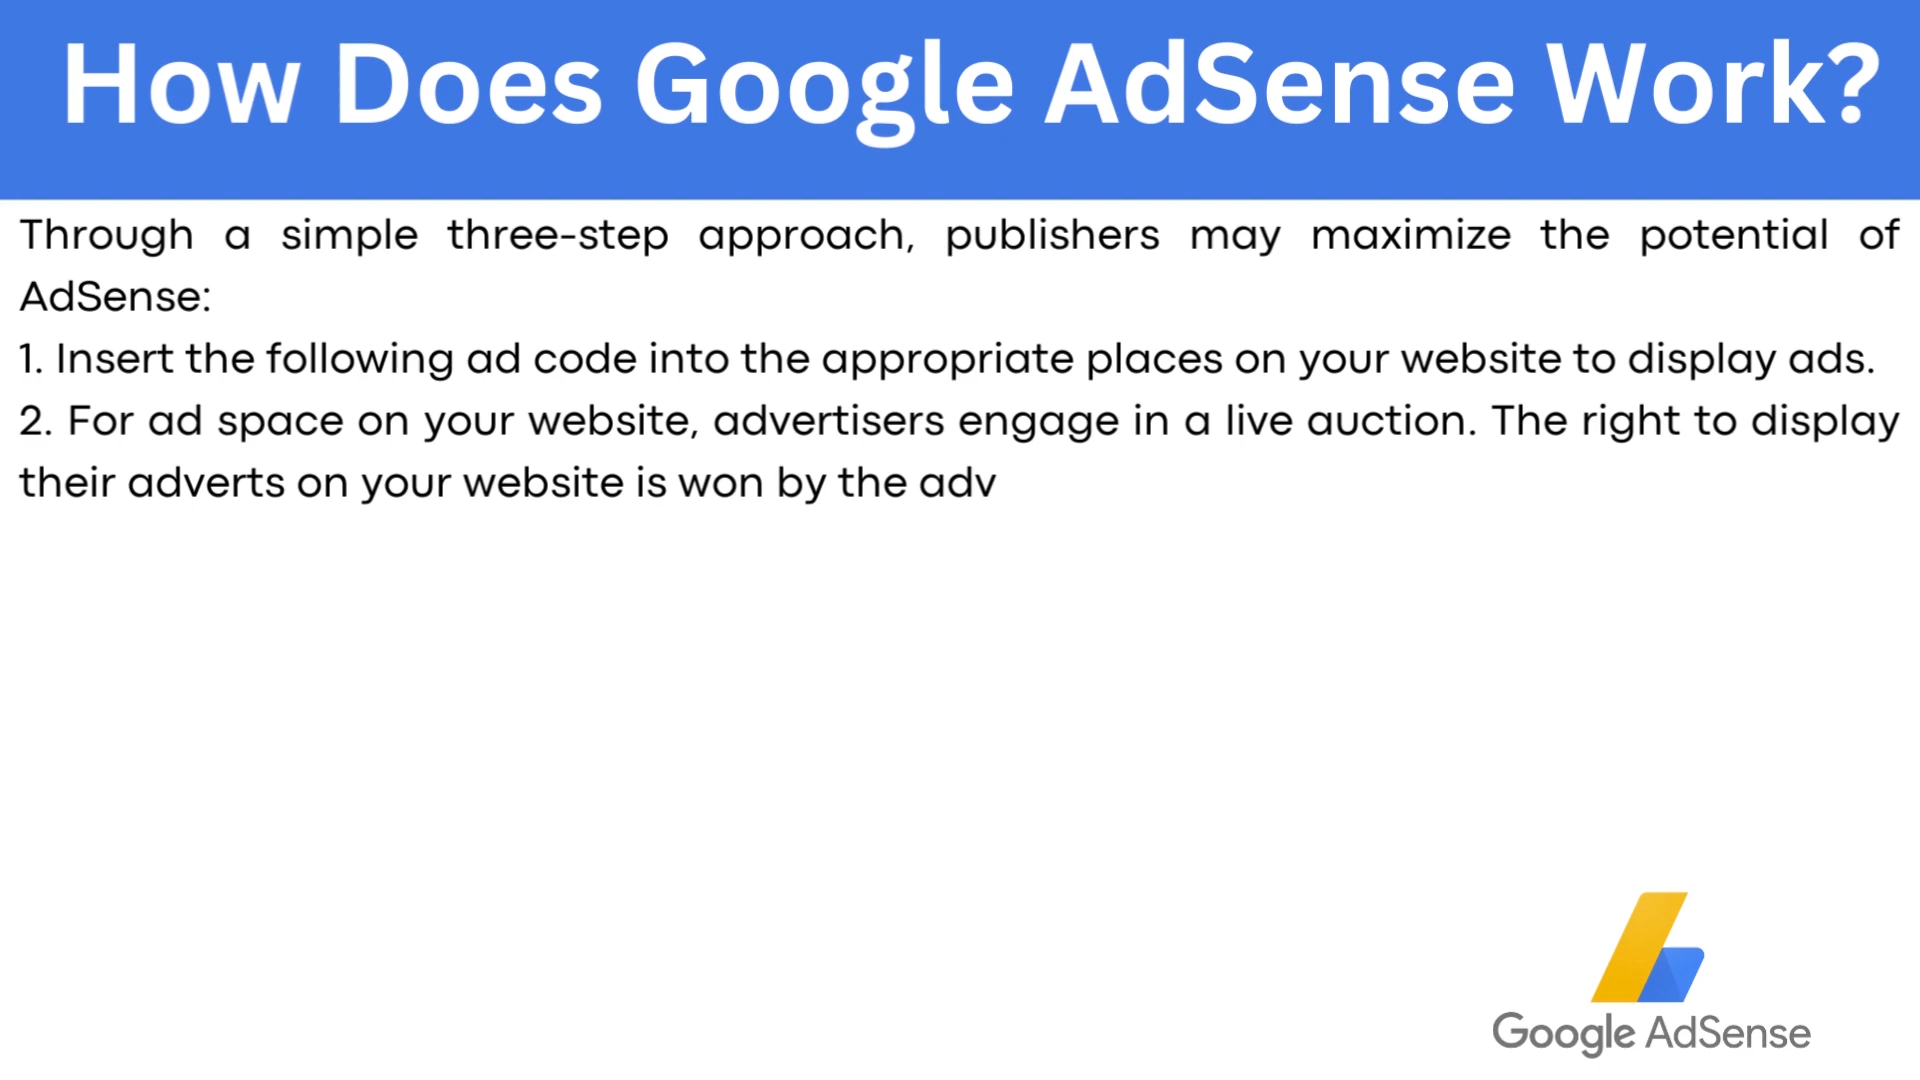 How Does Google AdSense Work?
Through a simple three-step approach, publishers may maximize the potential of
AdSense:
1. Insert the following ad code into the appropriate places on your website to display ads.
2. For ad space on your website, advertisers engage in a live auction. The right to display
their adverts on your website is won by the adv
Google AdSense